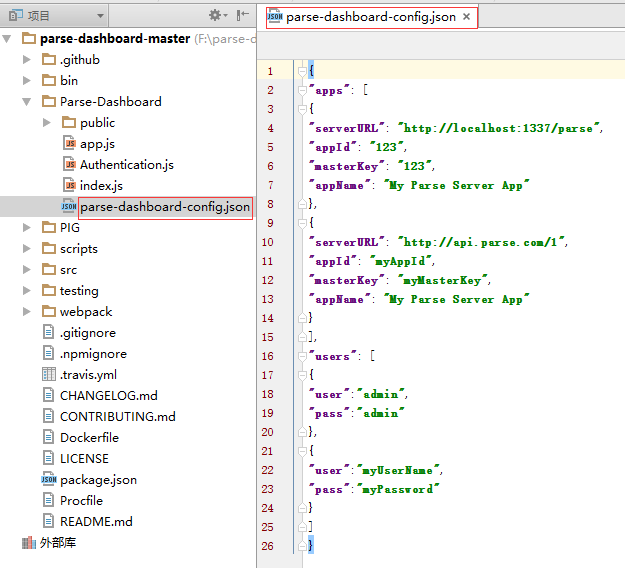 项目
parse-dashboard-master (F:\parse-d
.github
bin
Parse-Dashboard
public
app.js
Authentication.js
index.js
parse-dashboard-config.json
PIG
scripts
src
testing
webpack
.gitignore
.npmignore
.travis.yml
CHANGELOG.md
CONTRIBUTING.md
Dockerfile
LICENSE
package.json
Procfile
README.md
外部库
parse-dashboard-config.json
1 {
2 "apps": [
3 {
4 "serverURL": "http://localhost:1337/parse",
5 "appId": "123",
6 "masterKey": "123",
7 "appName": "My Parse Server App"
8 },
9 {
10 "serverURL": "http://api.parse.com/1",
11 "appId": "myAppId",
12 "masterKey": "myMasterKey",
13 "appName": "My Parse Server App"
14 }
15 ],
16 "users": [
17 {
18 "user":"admin",
19 "pass":"admin"
20 },
21 {
22 "user":"myUserName",
23 "pass":"myPassword"
24 }
25 ]
26 }